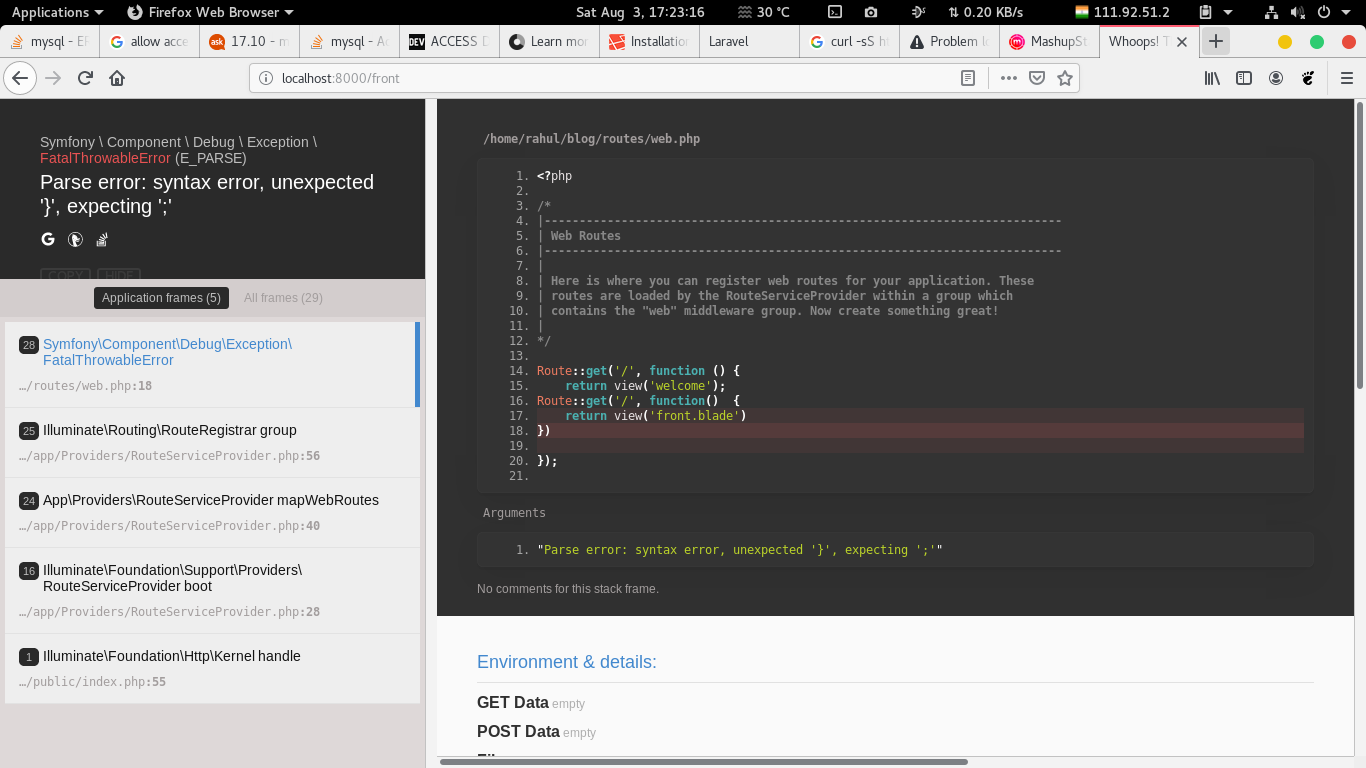 Applications Firefox Web Browser Sat Aug 3, 17:23:16 30 °C 0.20 KB/s 111.92.51.2
mysql - ER allow acce 17.10 - m mysql - Ac ACCESS D Learn mor Installatio Laravel curl -sS ht Problem lo MashupSt Whoops! T
localhost:8000/front
Symfony \ Component \ Debug \ Exception \
FatalThrowableError (E_PARSE)
Parse error: syntax error, unexpected
'}', expecting ';'
COPY HIDE
Application frames (5) All frames (29)
28 Symfony\Component\Debug\Exception\
FatalThrowableError
…/routes/web.php:18
25 Illuminate\Routing\RouteRegistrar group
…/app/Providers/RouteServiceProvider.php:56
24 App\Providers\RouteServiceProvider mapWebRoutes
…/app/Providers/RouteServiceProvider.php:40
16 Illuminate\Foundation\Support\Providers\
RouteServiceProvider boot
…/app/Providers/RouteServiceProvider.php:28
1 Illuminate\Foundation\Http\Kernel handle
…/public/index.php:55
/home/rahul/blog/routes/web.php
1. <?php
2.
3. /*
4. |--------------------------------------------------------------------------
5. | Web Routes
6. |--------------------------------------------------------------------------
7. |
8. | Here is where you can register web routes for your application. These
9. | routes are loaded by the RouteServiceProvider within a group which
10. | contains the "web" middleware group. Now create something great!
11. |
12. */
13.
14. Route::get('/', function () {
15.     return view('welcome');
16. Route::get('/', function()  {
17.     return view('front.blade')
18. })
19.
20. });
21.
Arguments
1. "Parse error: syntax error, unexpected '}', expecting ';'"
No comments for this stack frame.
Environment & details:
GET Data empty
POST Data empty